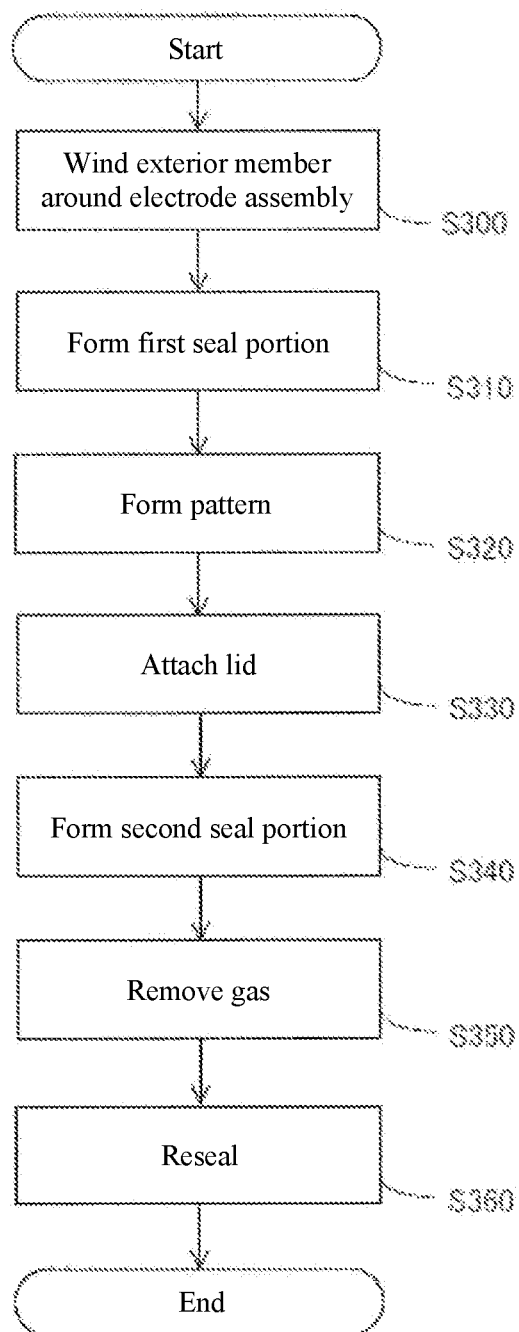 Start
Wind exterior member
around electrode assembly
S300
Form first seal portion
S310
Form pattern
S320
Attach lid
S330
Form second seal portion
S340
Remove gas
S350
Reseal
S360
End